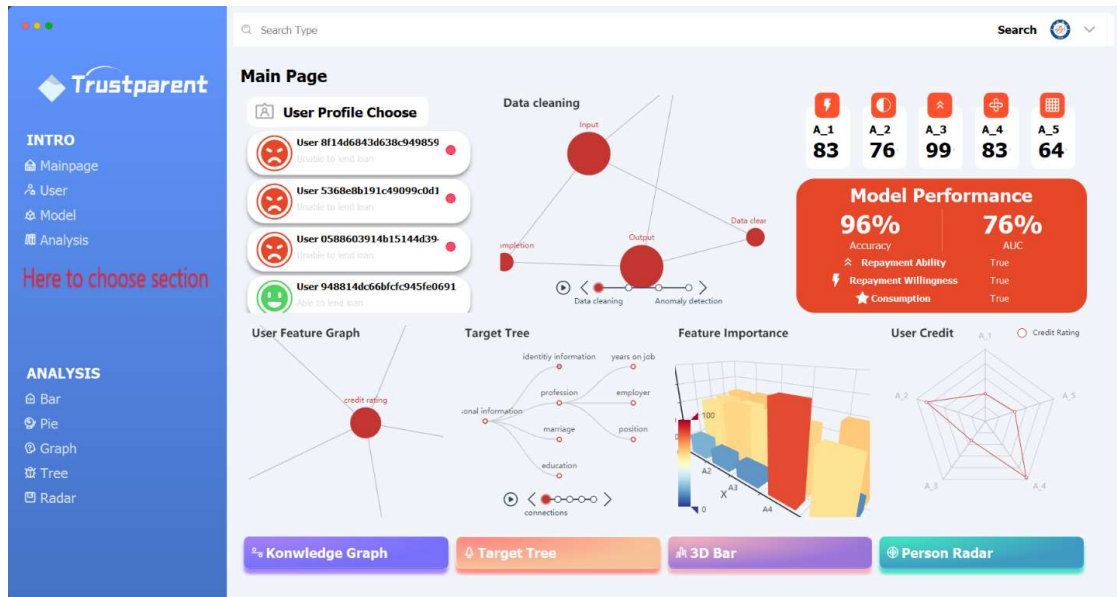 Search Type
Search
Trustparent
INTRO
Mainpage
User
Model
Analysis
Here to choose section
ANALYSIS
Bar
Pie
Graph
Tree
Radar
Main Page
User Profile Choose
User 8f14d6843d638c949859
Unable to lend loan
User 5368e8b191c49099c0d1
Unable to lend loan
User 0588603914b15144d39-
Unable to lend loan
User 948814dc66bfcfc945fe0691
Able to lend loan
Data cleaning
Input
Data clear
Output
mpletion
Data cleaning Anomaly detection
A_1 A_2 A_3 A_4 A_5
83 76 99 83 64
Model Performance
96% 76%
Accuracy AUC
Repayment Ability True
Repayment Willingness True
Consumption True
User Feature Graph
credit rating
Target Tree
identitiy information years on job
profession employer
onal information
marriage position
education
connections
Feature Importance
100
0
A2
A3
X
A4
User Credit
Credit Rating
A_1
A_2
A_5
A_3
A_4
Konwledge Graph
Target Tree
3D Bar
Person Radar